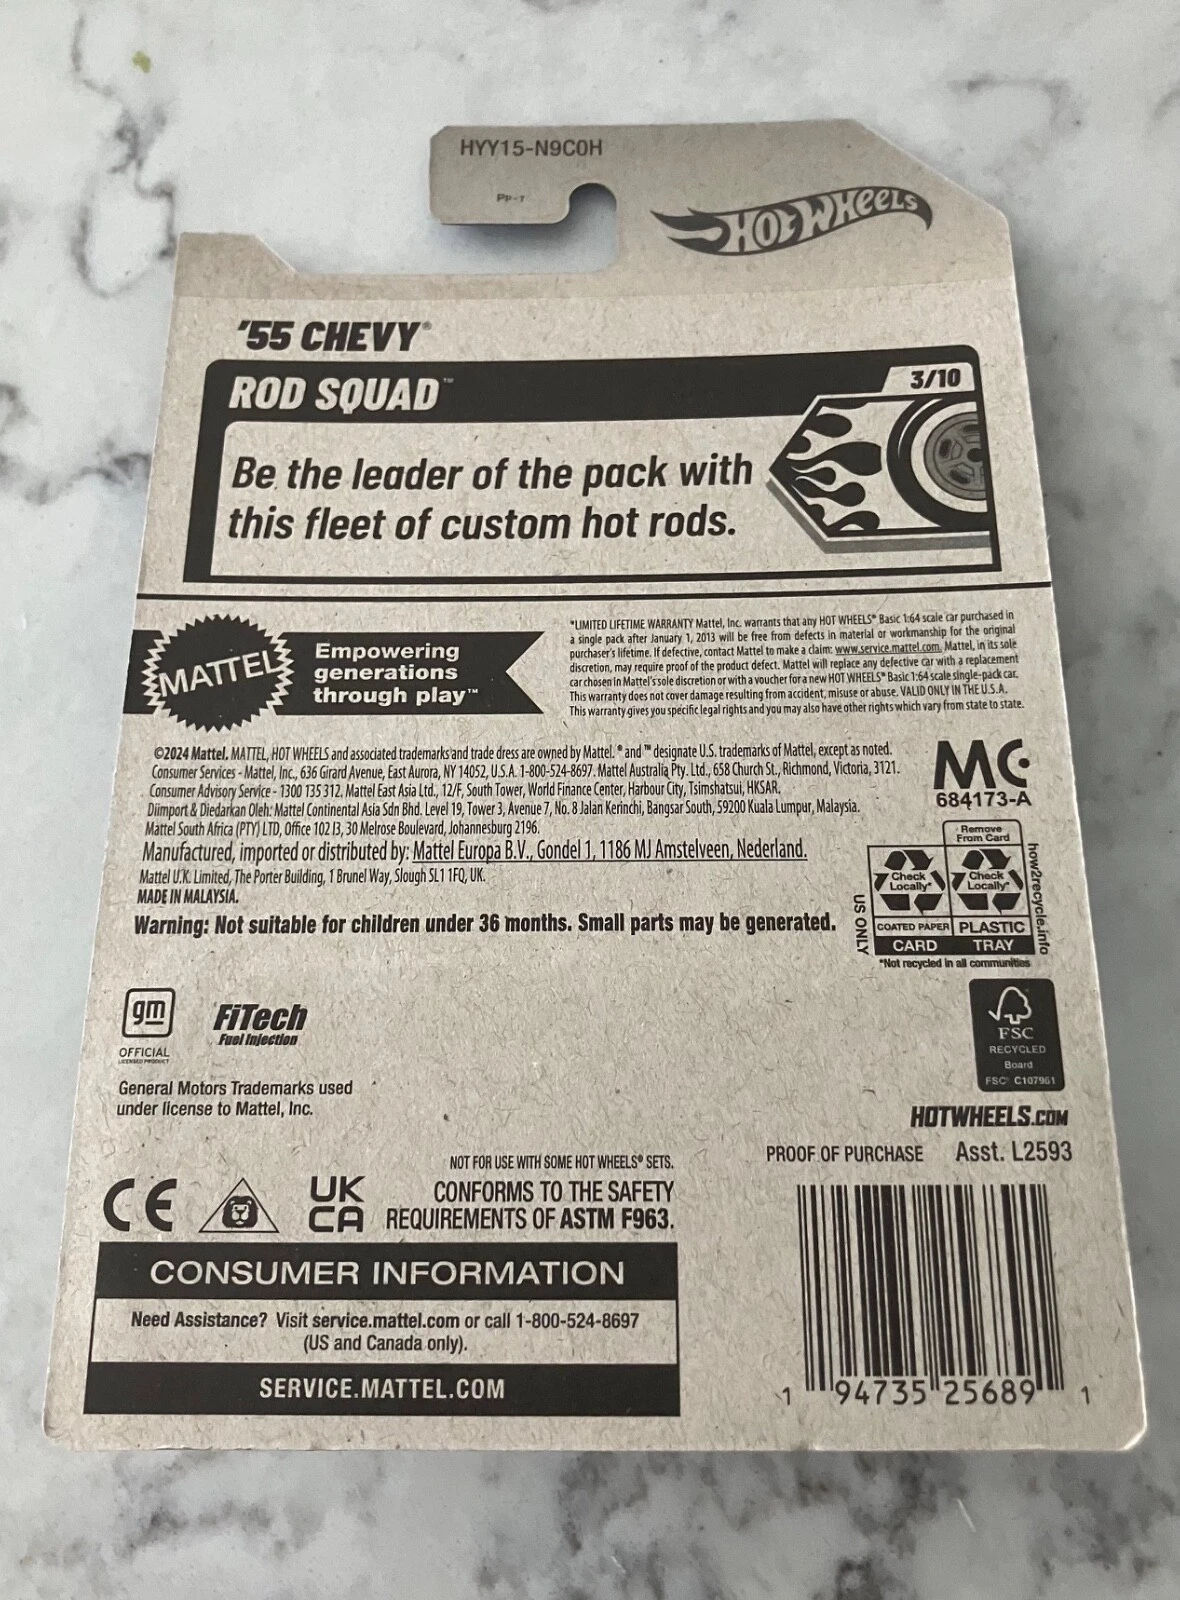 HYY15-N9C0H
PP-7
HOT WHEELS
'55 CHEVY®
ROD SQUAD™
3/10
Be the leader of the pack with
this fleet of custom hot rods.
MATTEL
Empowering
generations
through play™
*LIMITED LIFETIME WARRANTY Mattel, Inc. warrants that any HOT WHEELS® Basic 1:64 scale car purchased in
a single pack after January 1, 2013 will be free from defects in material or workmanship for the original
purchaser's lifetime. If defective, contact Mattel to make a claim: www.service.mattel.com. Mattel, in its sole
discretion, may require proof of the product defect. Mattel will replace any defective car with a replacement
car chosen in Mattel's sole discretion or with a voucher for a new HOT WHEELS® Basic 1:64 scale single-pack car.
This warranty does not cover damage resulting from accident, misuse or abuse. VALID ONLY IN THE U.S.A.
This warranty gives you specific legal rights and you may also have other rights which vary from state to state.
©2024 Mattel. MATTEL, HOT WHEELS and associated trademarks and trade dress are owned by Mattel. ® and ™ designate U.S. trademarks of Mattel, except as noted.
Consumer Services - Mattel, Inc., 636 Girard Avenue, East Aurora, NY 14052, U.S.A. 1-800-524-8697. Mattel Australia Pty. Ltd., 658 Church St., Richmond, Victoria, 3121.
Consumer Advisory Service - 1300 135 312. Mattel East Asia Ltd., 12/F, South Tower, World Finance Center, Harbour City, Tsimshatsui, HKSAR.
Diimport & Diedarkan Oleh: Mattel Continental Asia Sdn Bhd. Level 19, Tower 3, Avenue 7, No. 8 Jalan Kerinchi, Bangsar South, 59200 Kuala Lumpur, Malaysia.
Mattel South Africa (PTY) LTD, Office 102 I3, 30 Melrose Boulevard, Johannesburg 2196.
Manufactured, imported or distributed by: Mattel Europa B.V., Gondel 1, 1186 MJ Amstelveen, Nederland.
Mattel U.K. Limited, The Porter Building, 1 Brunel Way, Slough SL1 1FQ, UK.
MADE IN MALAYSIA.
Warning: Not suitable for children under 36 months. Small parts may be generated.
MC
684173-A
Remove
From Card
Check
Locally*
Check
Locally*
COATED PAPER
PLASTIC
CARD
TRAY
US ONLY
how2recycle.info
*Not recycled in all communities
gm
OFFICIAL
LICENSED PRODUCT
FiTech
Fuel Injection
General Motors Trademarks used
under license to Mattel, Inc.
FSC
RECYCLED
Board
FSC® C107961
HOTWHEELS.COM
PROOF OF PURCHASE Asst. L2593
NOT FOR USE WITH SOME HOT WHEELS® SETS.
CE
UK
CA
CONFORMS TO THE SAFETY
REQUIREMENTS OF ASTM F963.
CONSUMER INFORMATION
Need Assistance? Visit service.mattel.com or call 1-800-524-8697
(US and Canada only).
SERVICE.MATTEL.COM
1 94735 25689 1